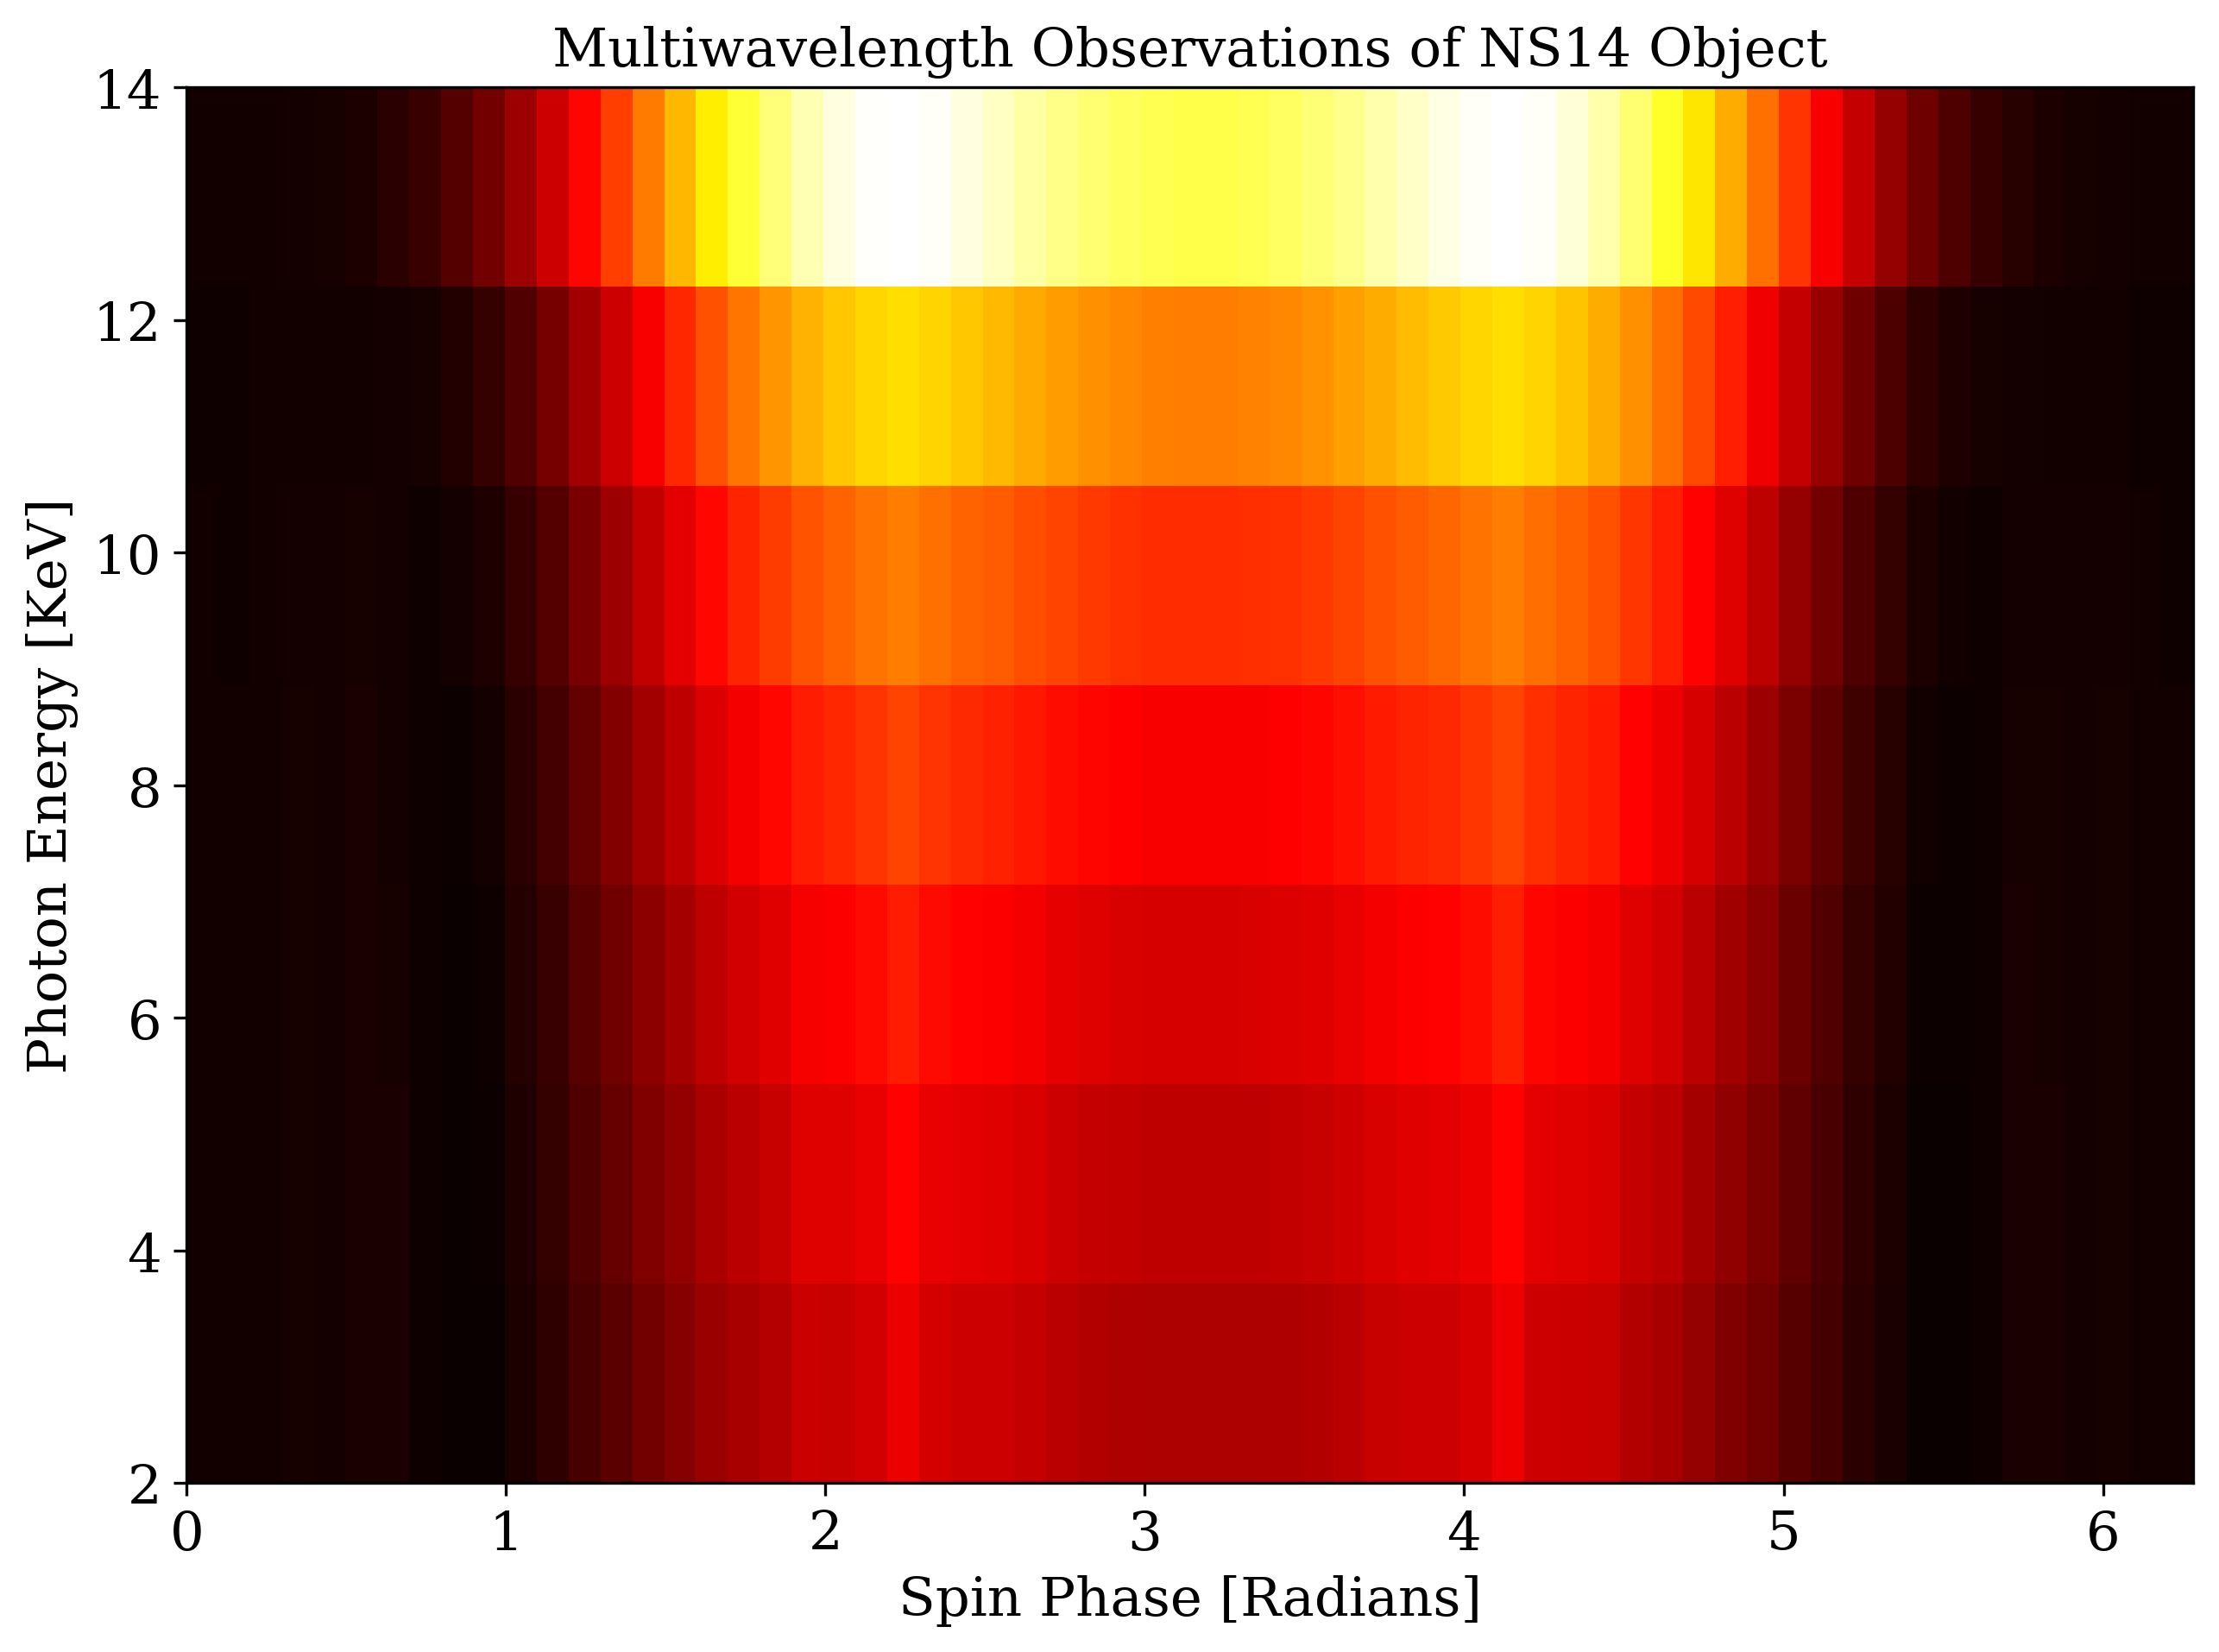 Multiwavelength Observations of NS14 Object
Photon Energy [KeV]
14
12
10
8
6
4
2
0 1 2 3 4 5 6
Spin Phase [Radians]